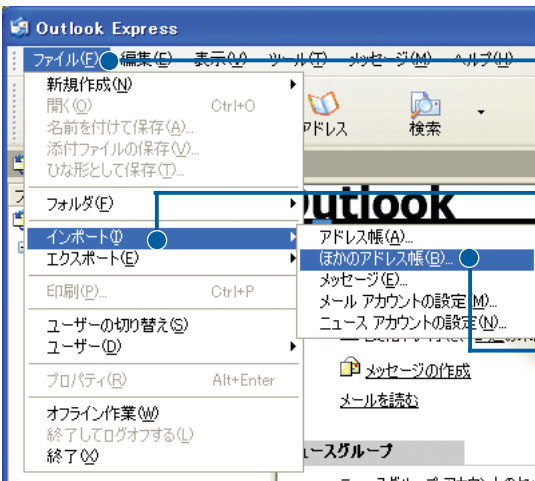 Outlook Express
ファイル(F) 編集(E) 表示(V) ツール(T) メッセージ(M) ヘルプ(H)
新規作成(N)
開く(O) Ctrl+O
名前を付けて保存(A)...
添付ファイルの保存(V)...
ひな形として保存(T)...
ドレス 検索
フォルダ(F)
utlook
インポート(I)
エクスポート(E)
アドレス帳(A)...
ほかのアドレス帳(B)...
メッセージ(E)...
メール アカウントの設定(M)...
ニュース アカウントの設定(N)...
印刷(P)... Ctrl+P
ユーザーの切り替え(S)
ユーザー(D)
プロパティ(R) Alt+Enter
メッセージの作成
メールを読む
オフライン作業(W)
終了してログオフする(L)
終了(X)
ースグループ